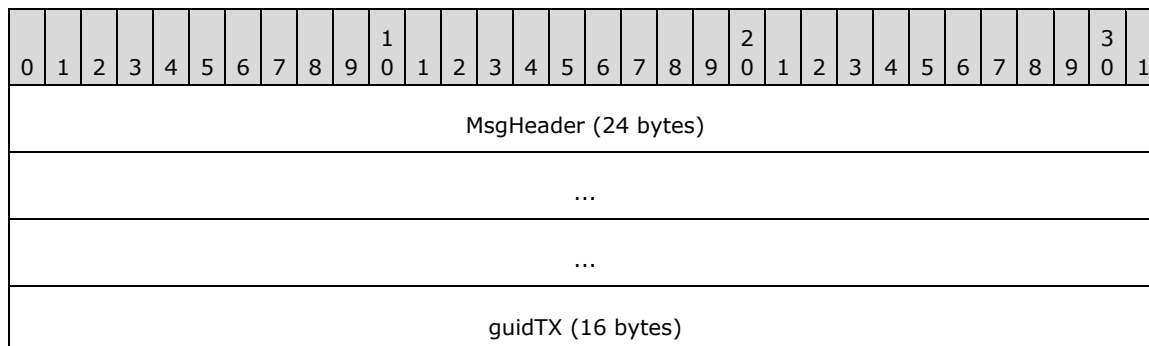 1 2 3
0 1 2 3 4 5 6 7 8 9 0 1 2 3 4 5 6 7 8 9 0 1 2 3 4 5 6 7 8 9 0 1
MsgHeader (24 bytes)
...
...
guidTX (16 bytes)